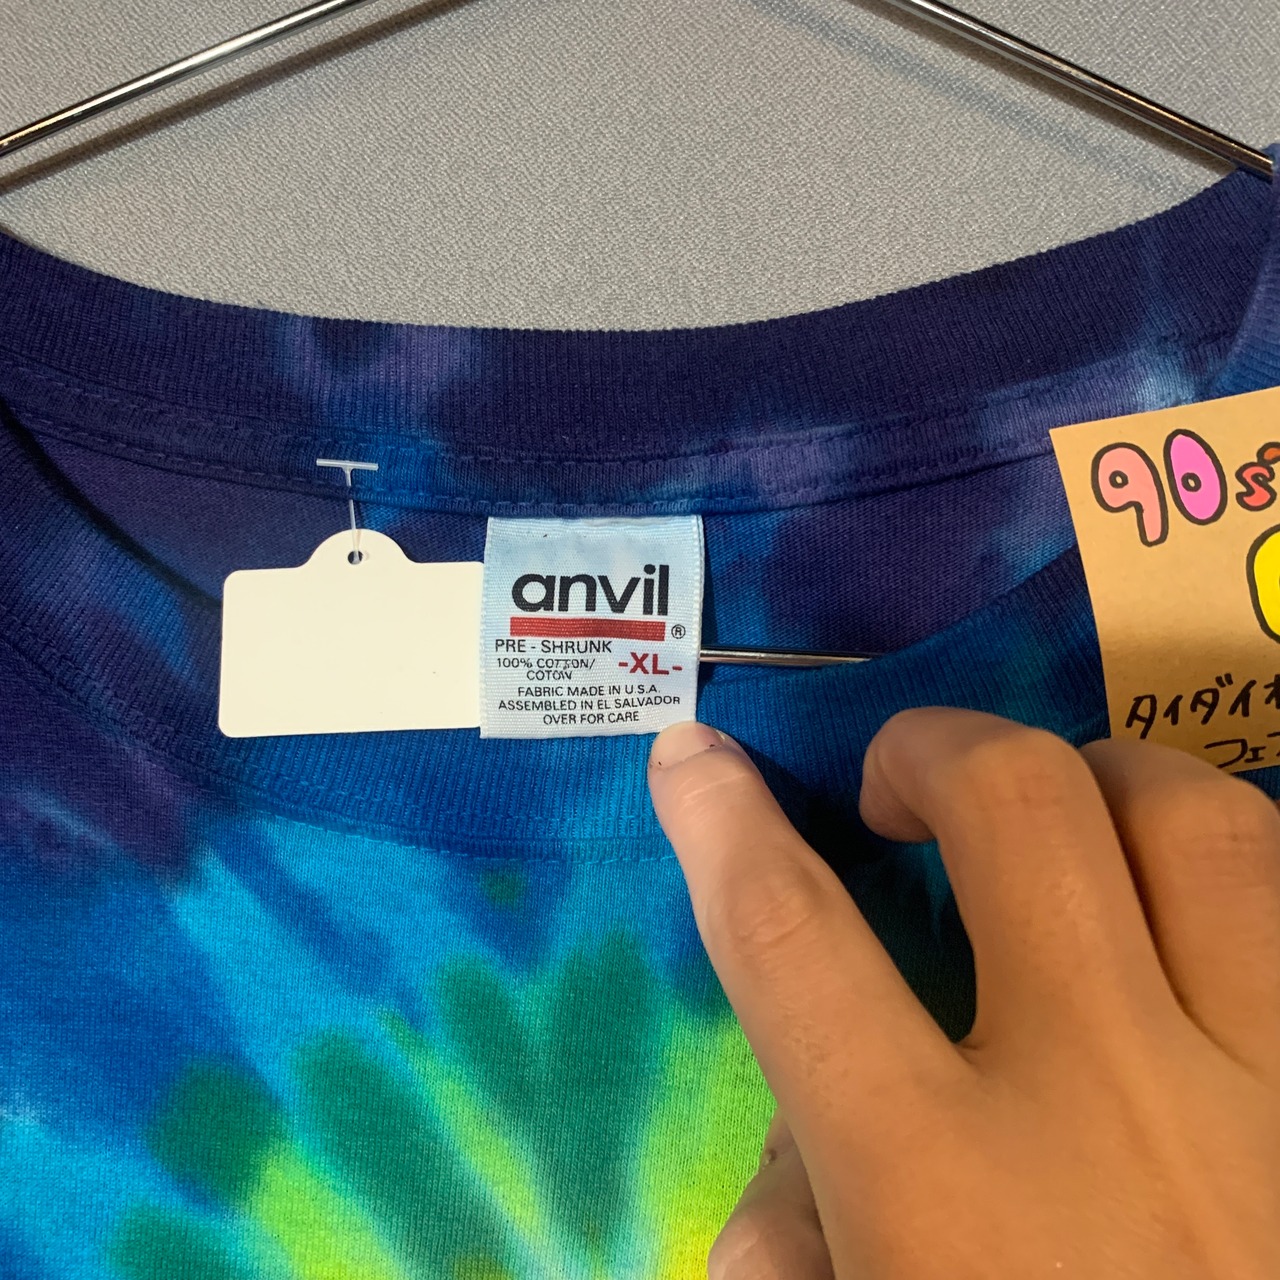 anvil
®
PRE - SHRUNK
100% COTTON/
COTON
-XL-
FABRIC MADE IN U.S.A.
ASSEMBLED IN EL SALVADOR
OVER FOR CARE
90s'
タイダイ
フェ